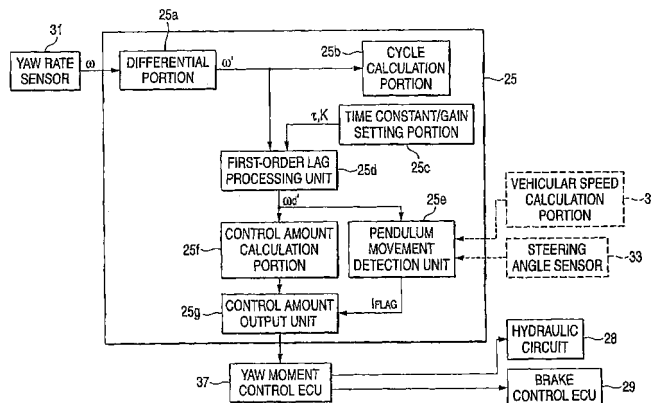 31
YAW RATE
SENSOR
ω
25a
DIFFERENTIAL
PORTION
ω'
25b
CYCLE
CALCULATION
PORTION
25
τ,K
TIME CONSTANT/GAIN
SETTING PORTION
25c
FIRST-ORDER LAG
PROCESSING UNIT
25d
ωc'
25e
25f
CONTROL AMOUNT
CALCULATION
PORTION
PENDULUM
MOVEMENT
DETECTION UNIT
VEHICULAR SPEED
CALCULATION
PORTION
3
STEERING
ANGLE SENSOR
33
25g
CONTROL AMOUNT
OUTPUT UNIT
IFLAG
37
YAW MOMENT
CONTROL ECU
HYDRAULIC
CIRCUIT
28
BRAKE
CONTROL ECU
29